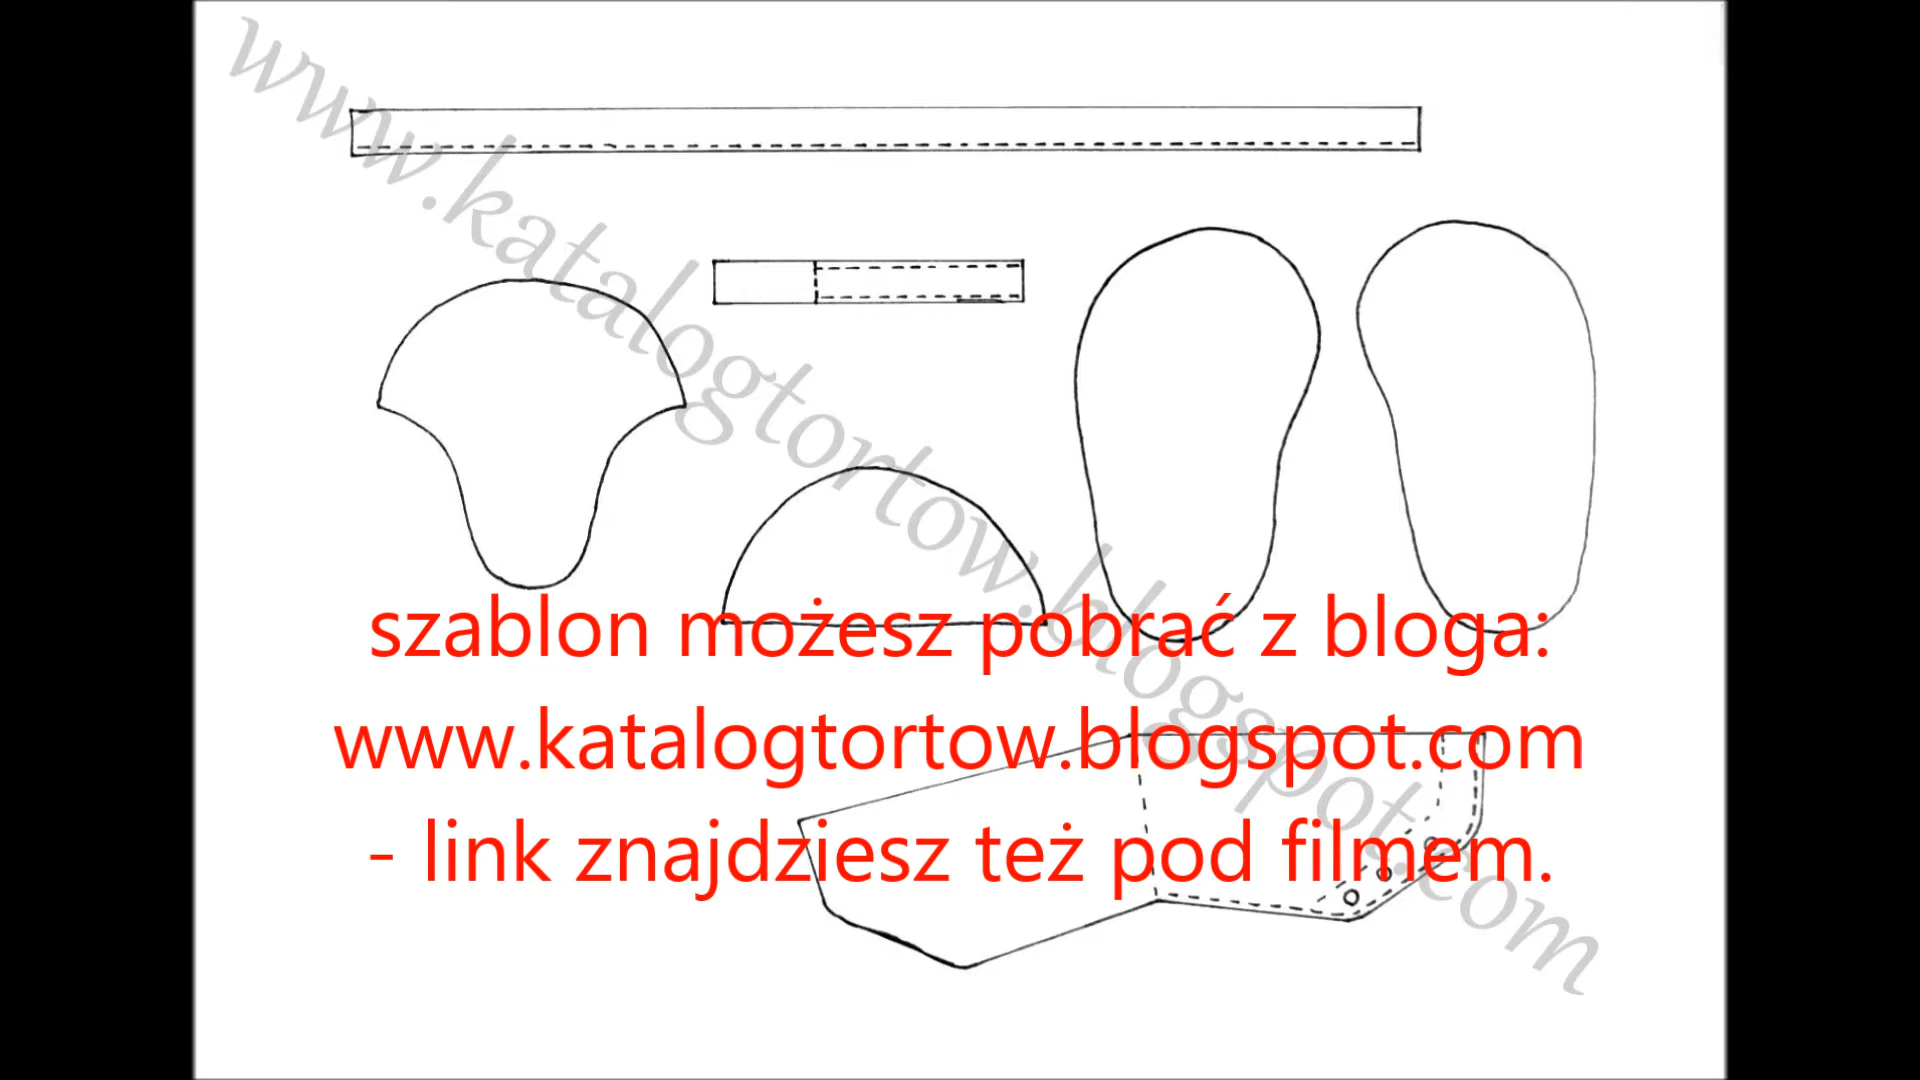 www.katalogtortow.blogspot.com
szablon możesz pobrać z bloga:
www.katalogtortow.blogspot.com
- link znajdziesz też pod filmem.